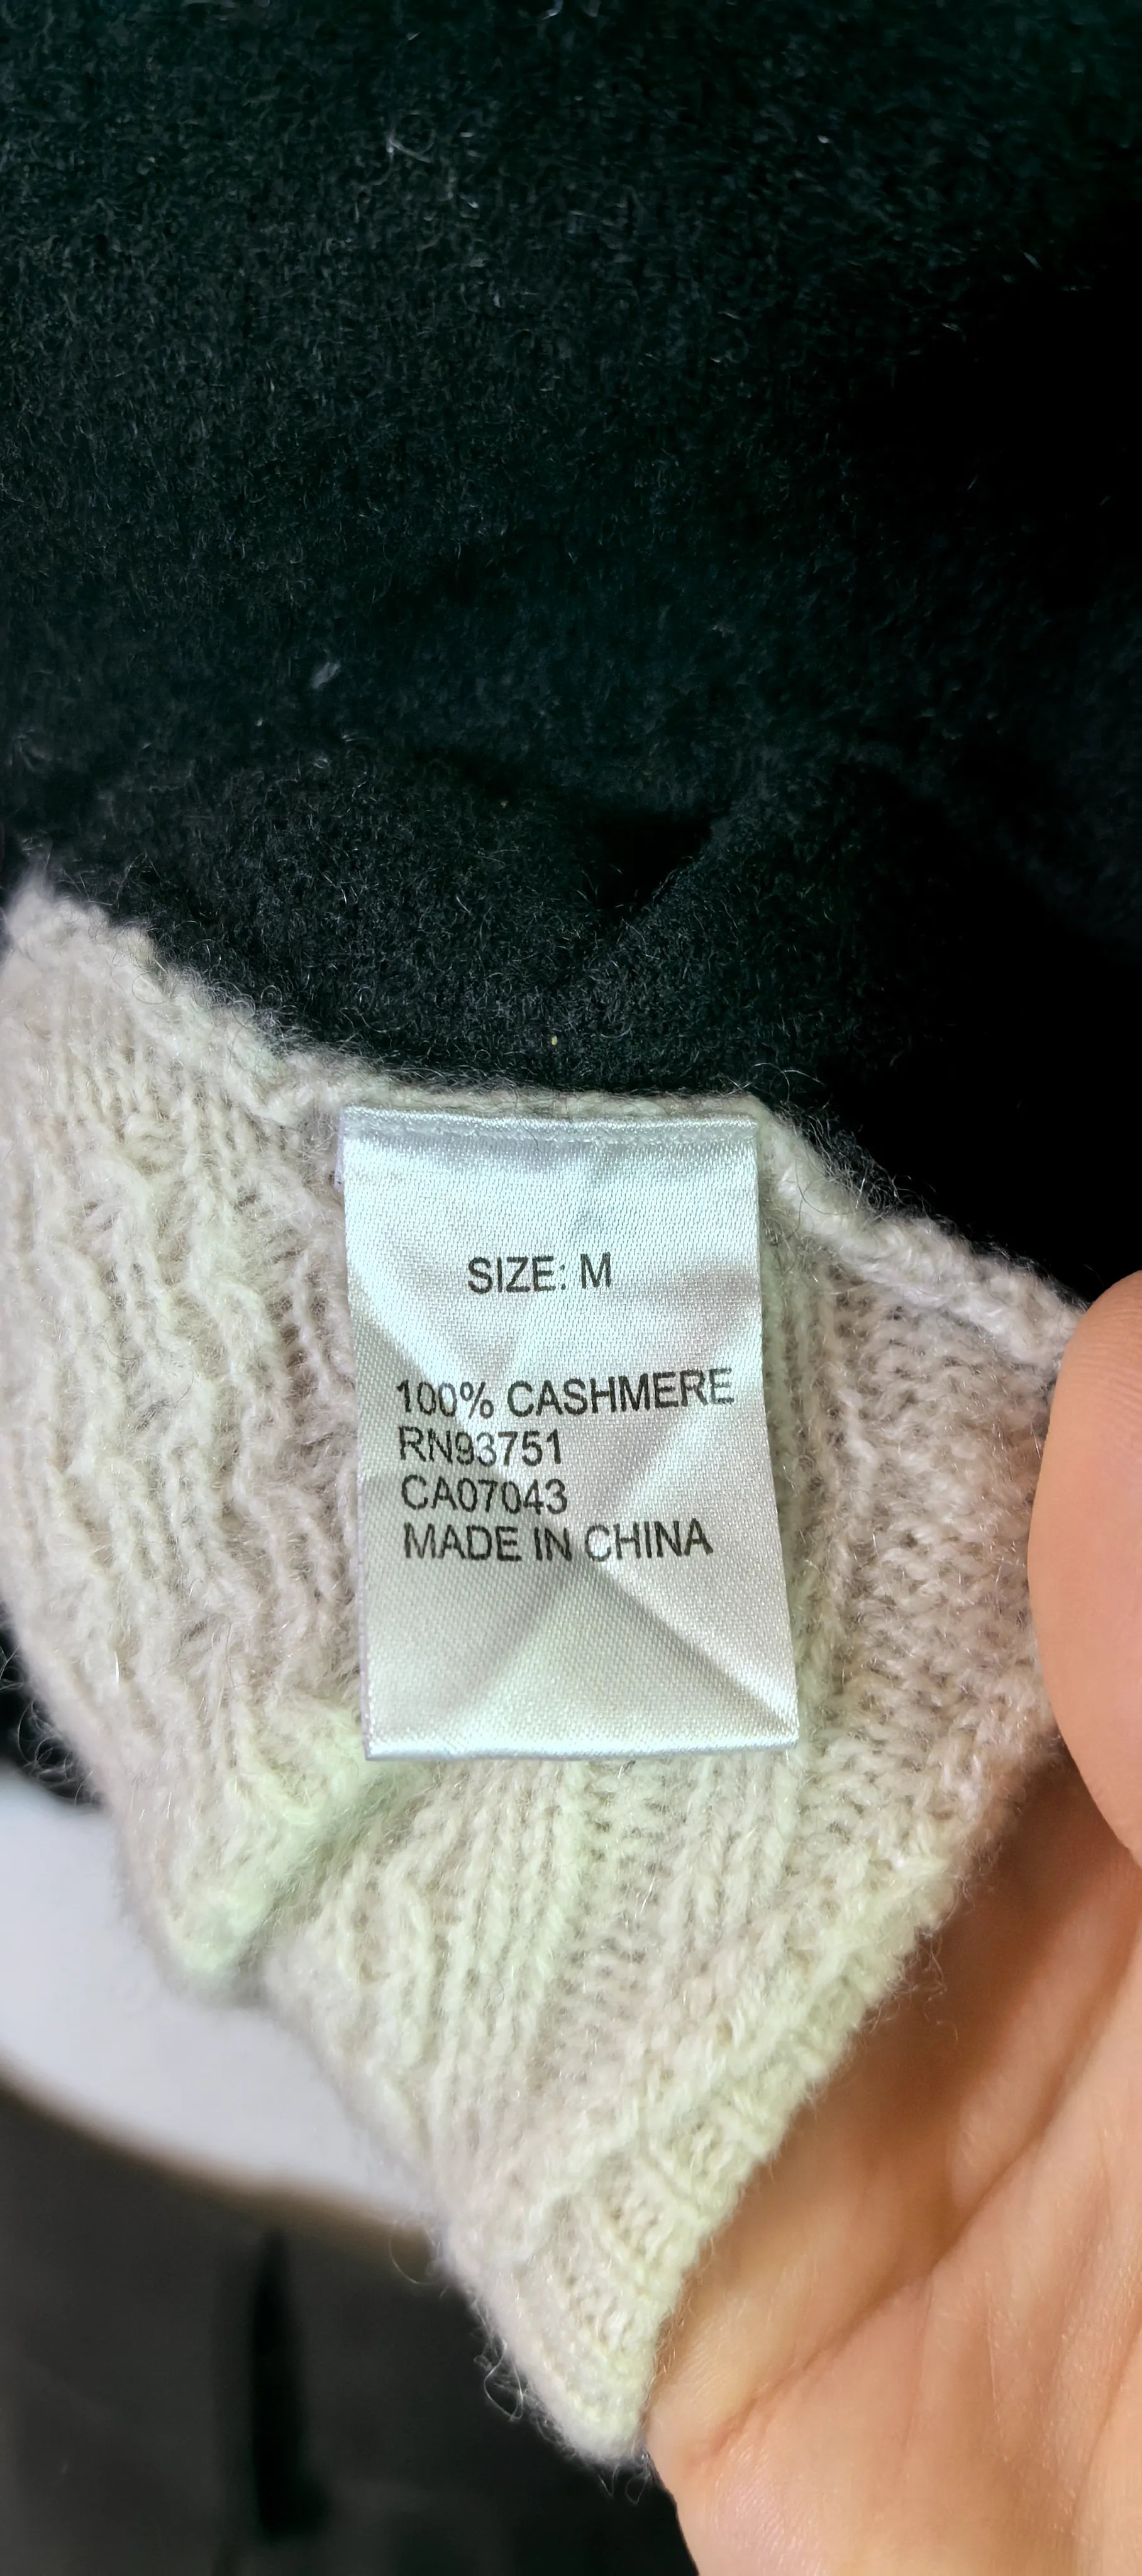 SIZE: M
100% CASHMERE
RN93751
CA07043
MADE IN CHINA